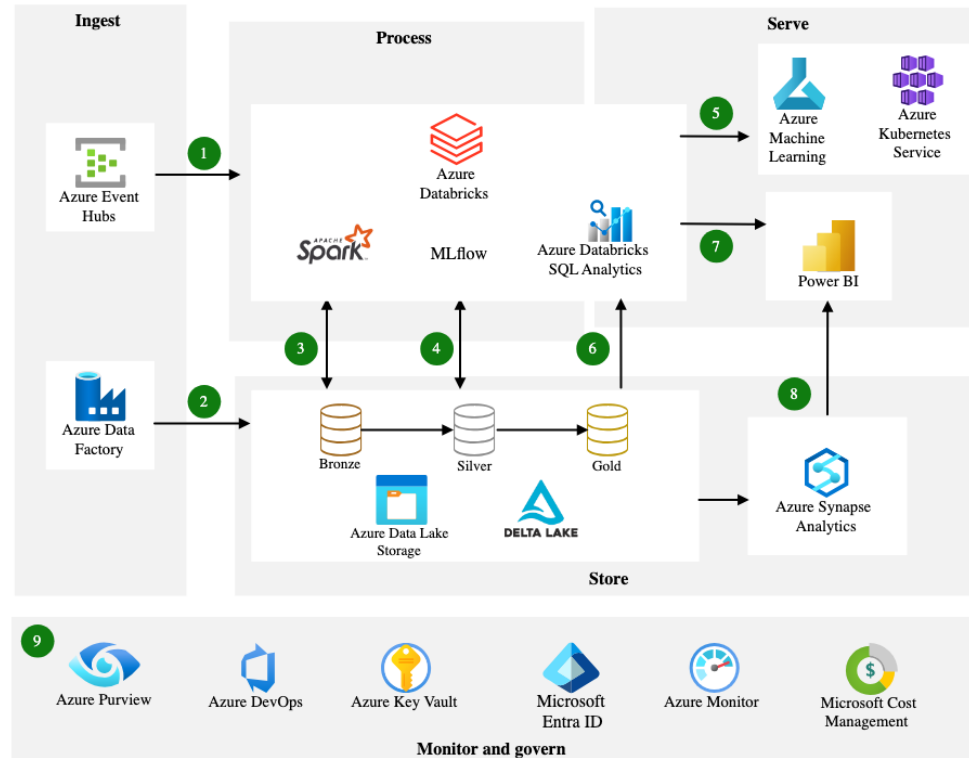 Ingest
Process
Serve
Azure Event
Hubs
1
Azure
Databricks
APACHE
Spark™
MLflow
Azure Databricks
SQL Analytics
5
Azure
Machine
Learning
Azure
Kubernetes
Service
7
Power BI
3
4
6
8
Azure Data
Factory
2
Bronze
Silver
Gold
Azure Data Lake
Storage
DELTA LAKE
Azure Synapse
Analytics
Store
9
Azure Purview
Azure DevOps
Azure Key Vault
Microsoft
Entra ID
Azure Monitor
$
Microsoft Cost
Management
Monitor and govern